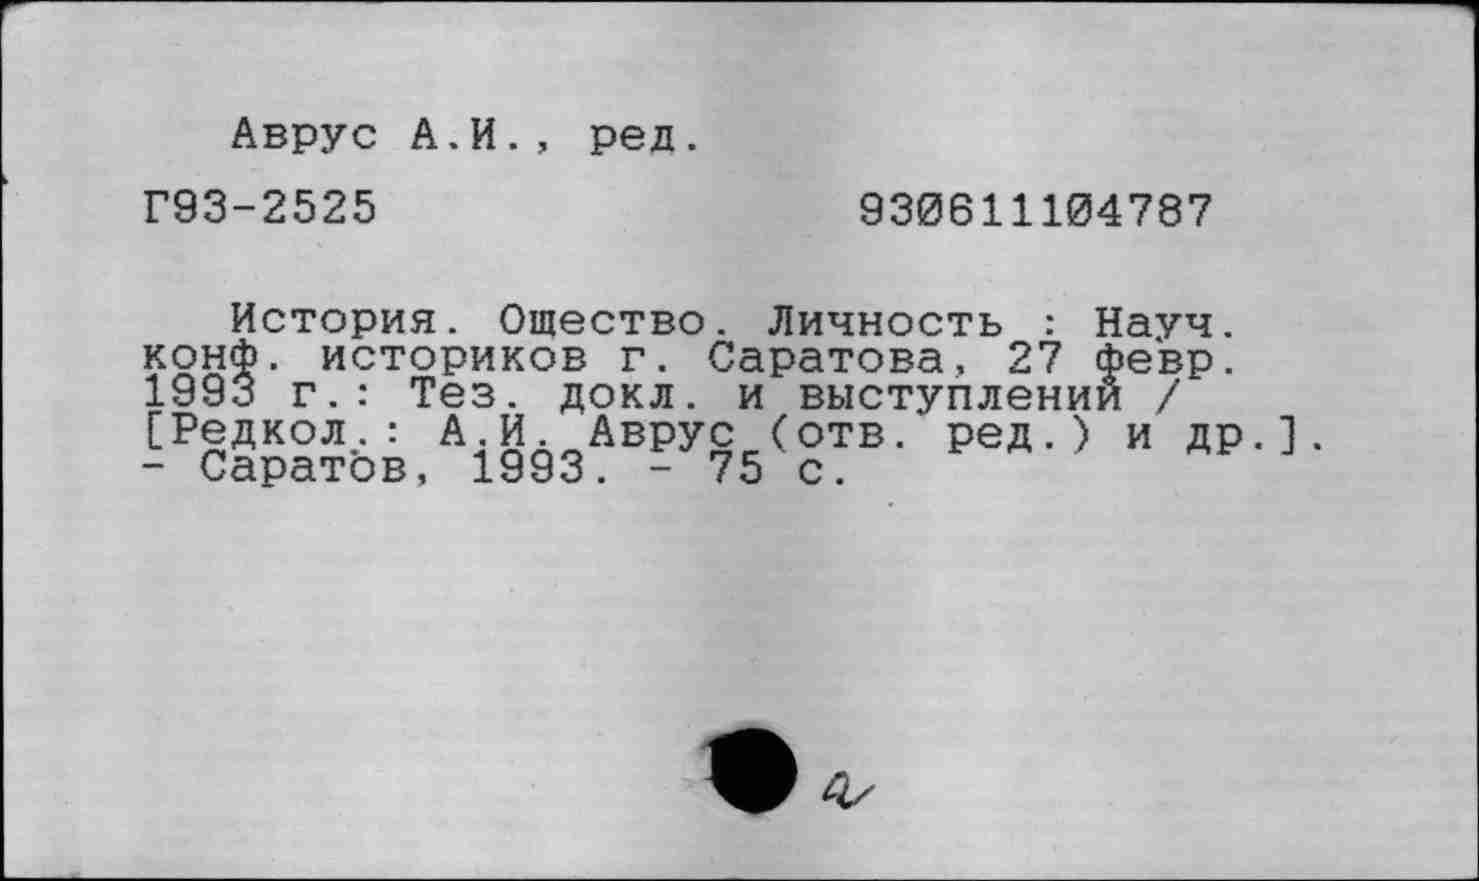 Аврус А.И., ред.
Г93-2525 930611104787
История. Ощество. Личность : Науч.
конф. историков г. Саратова, 27 февр.
1993 г.: Тез. докл. и выступлений /
[Редкол.: А.И. Аврус (отв. ред.) и др.].
- Саратов, 1993. - 75 с.